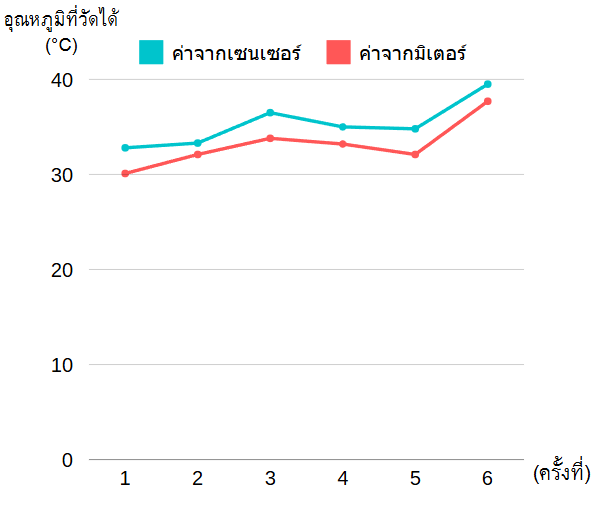 อุณหภูมิที่วัดได้
(°C)
ค่าจากเซนเซอร์
ค่าจากมิเตอร์
40
30
20
10
0
1 2 3 4 5 6
(ครั้งที่)